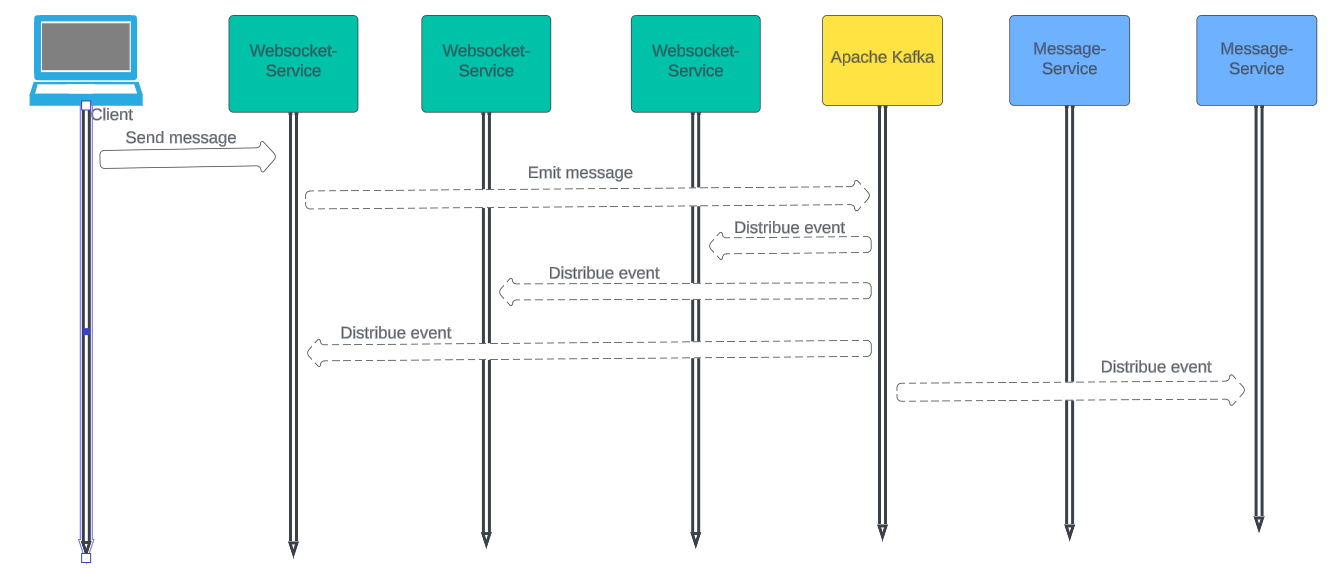 Websocket-
Service
Websocket-
Service
Websocket-
Service
Apache Kafka
Message-
Service
Message-
Service
Client
Send message
Emit message
Distribue event
Distribue event
Distribue event
Distribue event